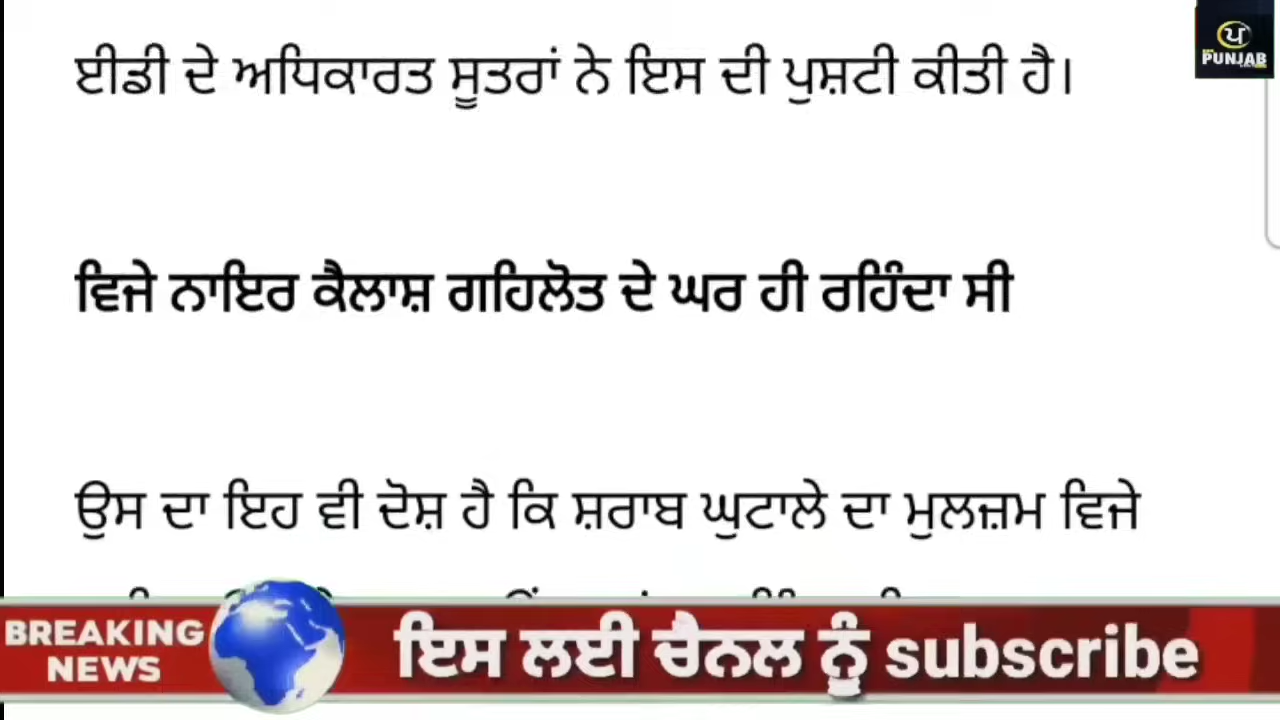 ਪ
PUNJAB
ਈਡੀ ਦੇ ਅਧਿਕਾਰਤ ਸੂਤਰਾਂ ਨੇ ਇਸ ਦੀ ਪੁਸ਼ਟੀ ਕੀਤੀ ਹੈ।
ਵਿਜੇ ਨਾਇਰ ਕੈਲਾਸ਼ ਗਹਿਲੋਤ ਦੇ ਘਰ ਹੀ ਰਹਿੰਦਾ ਸੀ
ਉਸ ਦਾ ਇਹ ਵੀ ਦੋਸ਼ ਹੈ ਕਿ ਸ਼ਰਾਬ ਘੁਟਾਲੇ ਦਾ ਮੁਲਜ਼ਮ ਵਿਜੇ
BREAKING
NEWS
ਇਸ ਲਈ ਚੈਨਲ ਨੂੰ subscribe